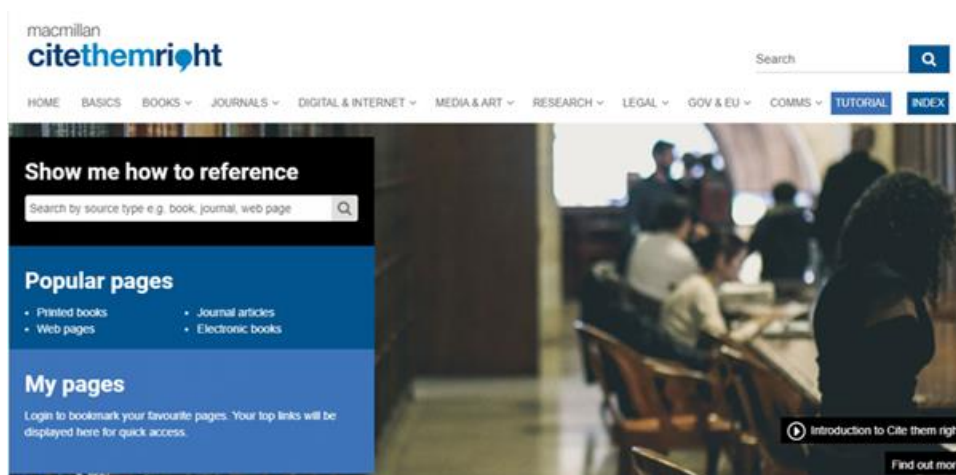 macmillan
citethemright
Search
HOME BASICS BOOKS JOURNALS DIGITAL & INTERNET MEDIA & ART RESEARCH LEGAL GOV & EU COMMS TUTORIAL INDEX
Show me how to reference
Search by source type e.g. book, journal, web page
Popular pages
• Printed books • Journal articles
• Web pages • Electronic books
My pages
Login to bookmark your favourite pages. Your top links will be
displayed here for quick access.
Introduction to Cite them righ
Find out mor